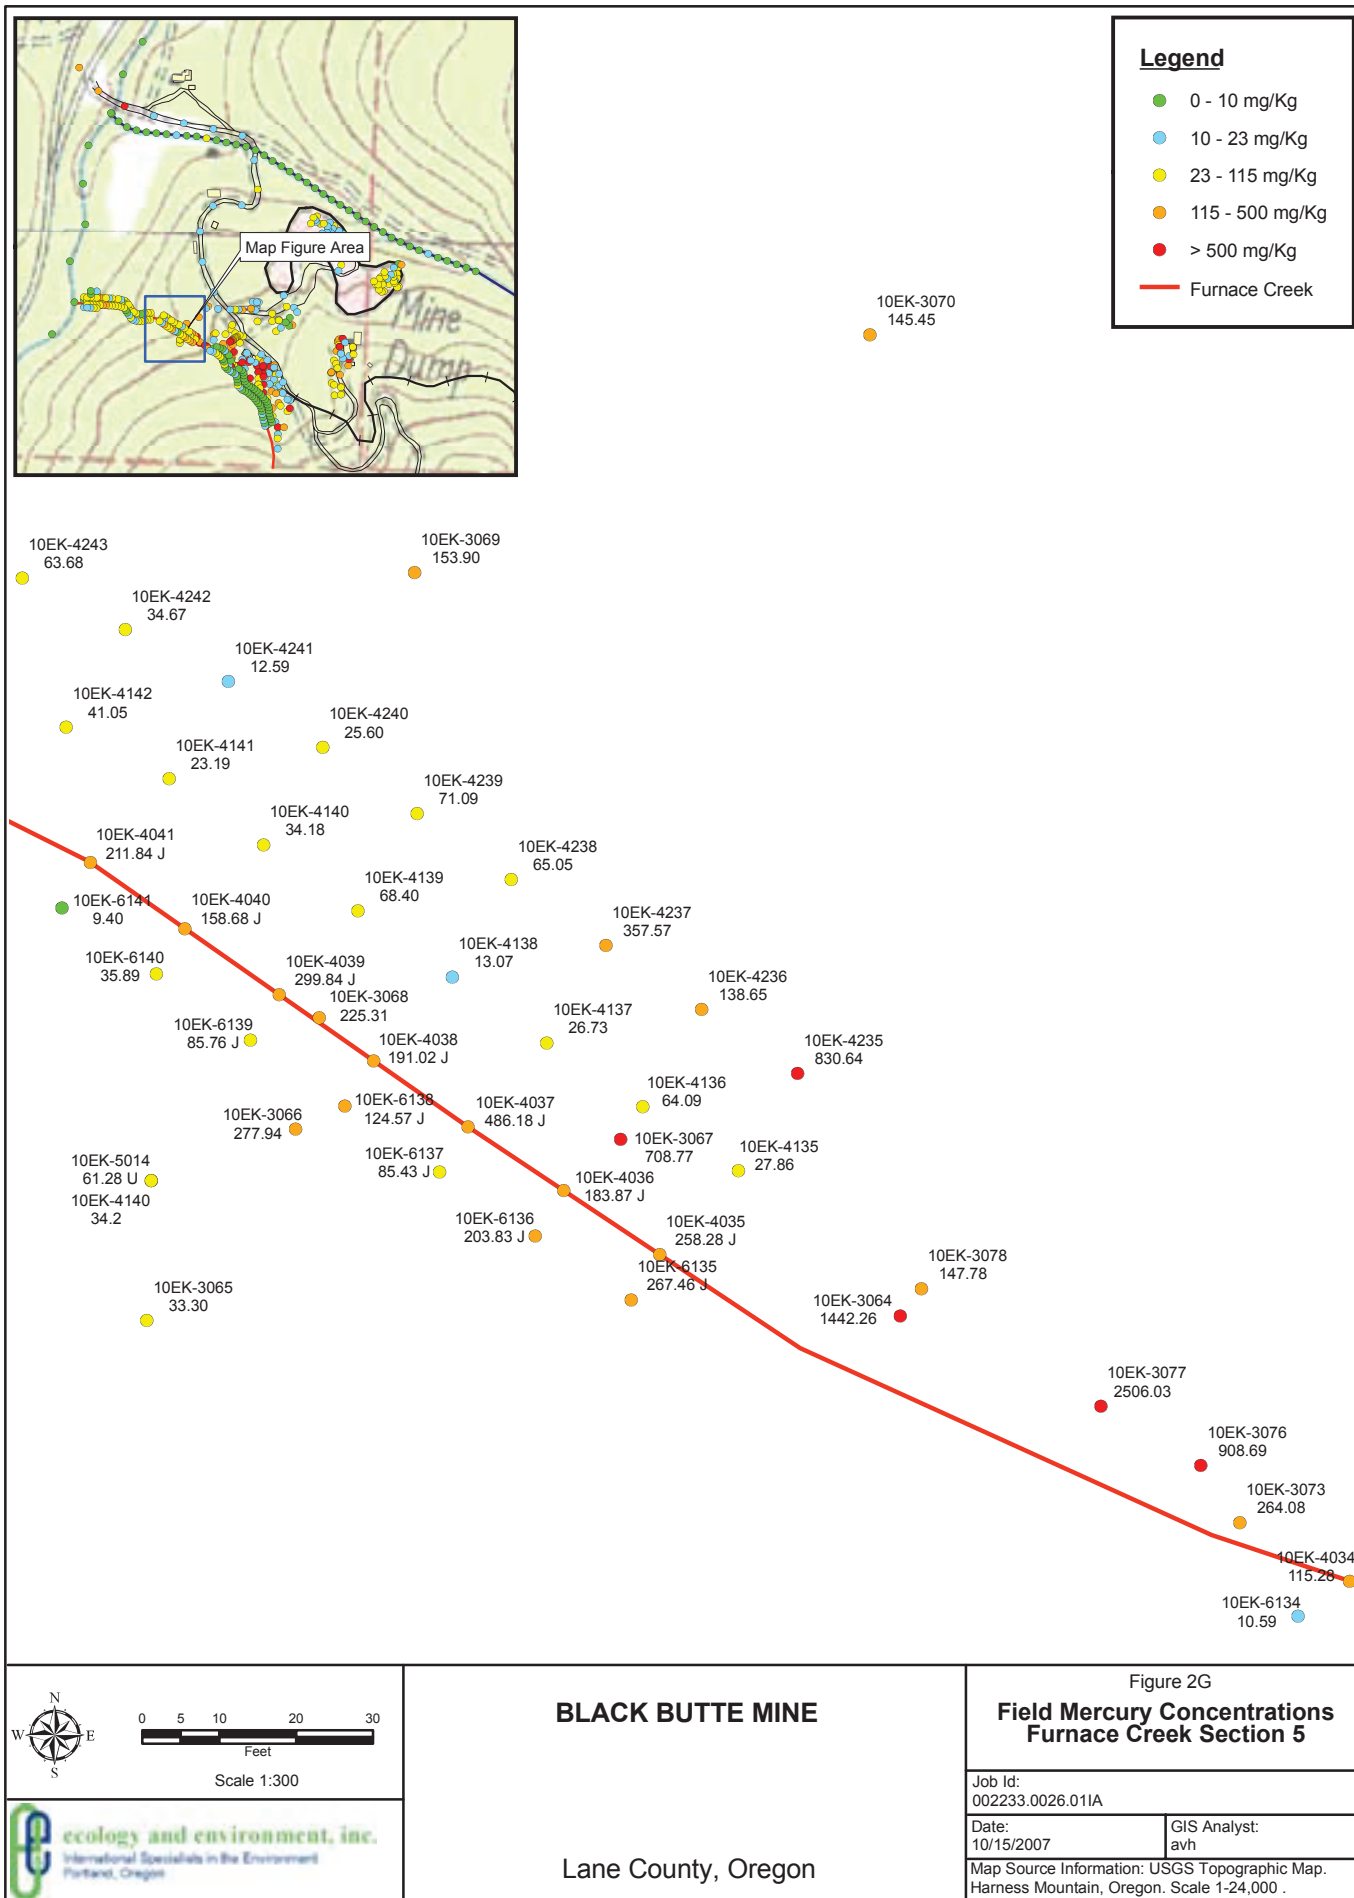 Map Figure Area
Mine
Dump
Legend
0 - 10 mg/Kg
10 - 23 mg/Kg
23 - 115 mg/Kg
115 - 500 mg/Kg
> 500 mg/Kg
Furnace Creek
10EK-3070
145.45
10EK-4243
63.68
10EK-3069
153.90
10EK-4242
34.67
10EK-4241
12.59
10EK-4142
41.05
10EK-4240
25.60
10EK-4141
23.19
10EK-4239
71.09
10EK-4140
34.18
10EK-4041
211.84 J
10EK-4238
65.05
10EK-4139
68.40
10EK-6141
9.40
10EK-4040
158.68 J
10EK-4237
357.57
10EK-4138
13.07
10EK-6140
35.89
10EK-4039
299.84 J
10EK-4236
138.65
10EK-3068
225.31
10EK-4137
26.73
10EK-6139
85.76 J
10EK-4038
191.02 J
10EK-4235
830.64
10EK-4136
64.09
10EK-6138
124.57 J
10EK-3066
277.94
10EK-4037
486.18 J
10EK-3067
708.77
10EK-4135
27.86
10EK-6137
85.43 J
10EK-5014
61.28 U
10EK-4140
34.2
10EK-4036
183.87 J
10EK-6136
203.83 J
10EK-4035
258.28 J
10EK-6135
267.46 J
10EK-3078
147.78
10EK-3065
33.30
10EK-3064
1442.26
10EK-3077
2506.03
10EK-3076
908.69
10EK-3073
264.08
10EK-4034
115.28
10EK-6134
10.59
N
W
E
S
0 5 10 20 30
Feet
Scale 1:300
ecology and environment, inc.
International Specialists in the Environment
Portland, Oregon
BLACK BUTTE MINE
Lane County, Oregon
Figure 2G
Field Mercury Concentrations
Furnace Creek Section 5
Job Id:
002233.0026.01IA
Date:
10/15/2007
GIS Analyst:
avh
Map Source Information: USGS Topographic Map.
Harness Mountain, Oregon. Scale 1-24,000 .